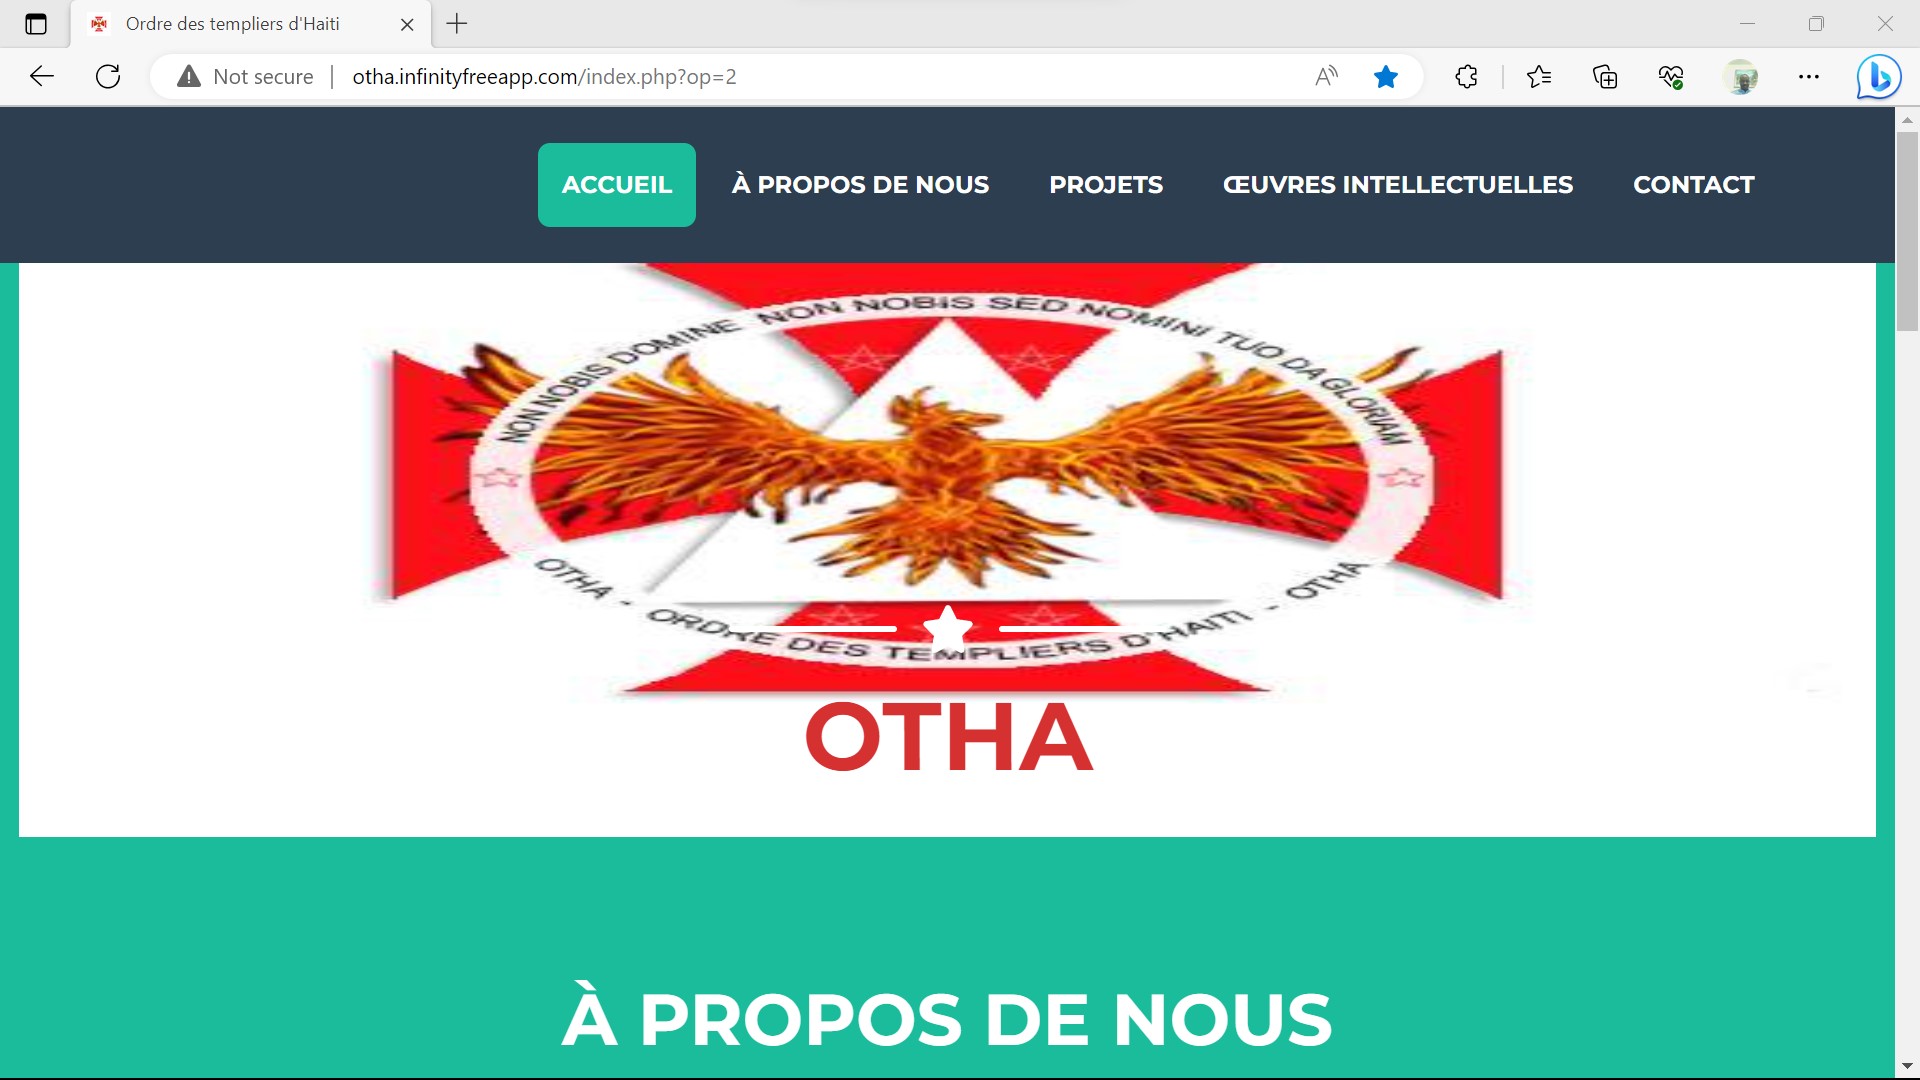 Ordre des templiers d'Haiti
Not secure
otha.infinityfreeapp.com/index.php?op=2
ACCUEIL
À PROPOS DE NOUS
PROJETS
ŒUVRES INTELLECTUELLES
CONTACT
NON NOBIS DOMINE NON NOBIS SED NOMINI TUO DA GLORIAM
OTHA - ORDRE DES TEMPLIERS D'HAITI - OTHA
OTHA
À PROPOS DE NOUS